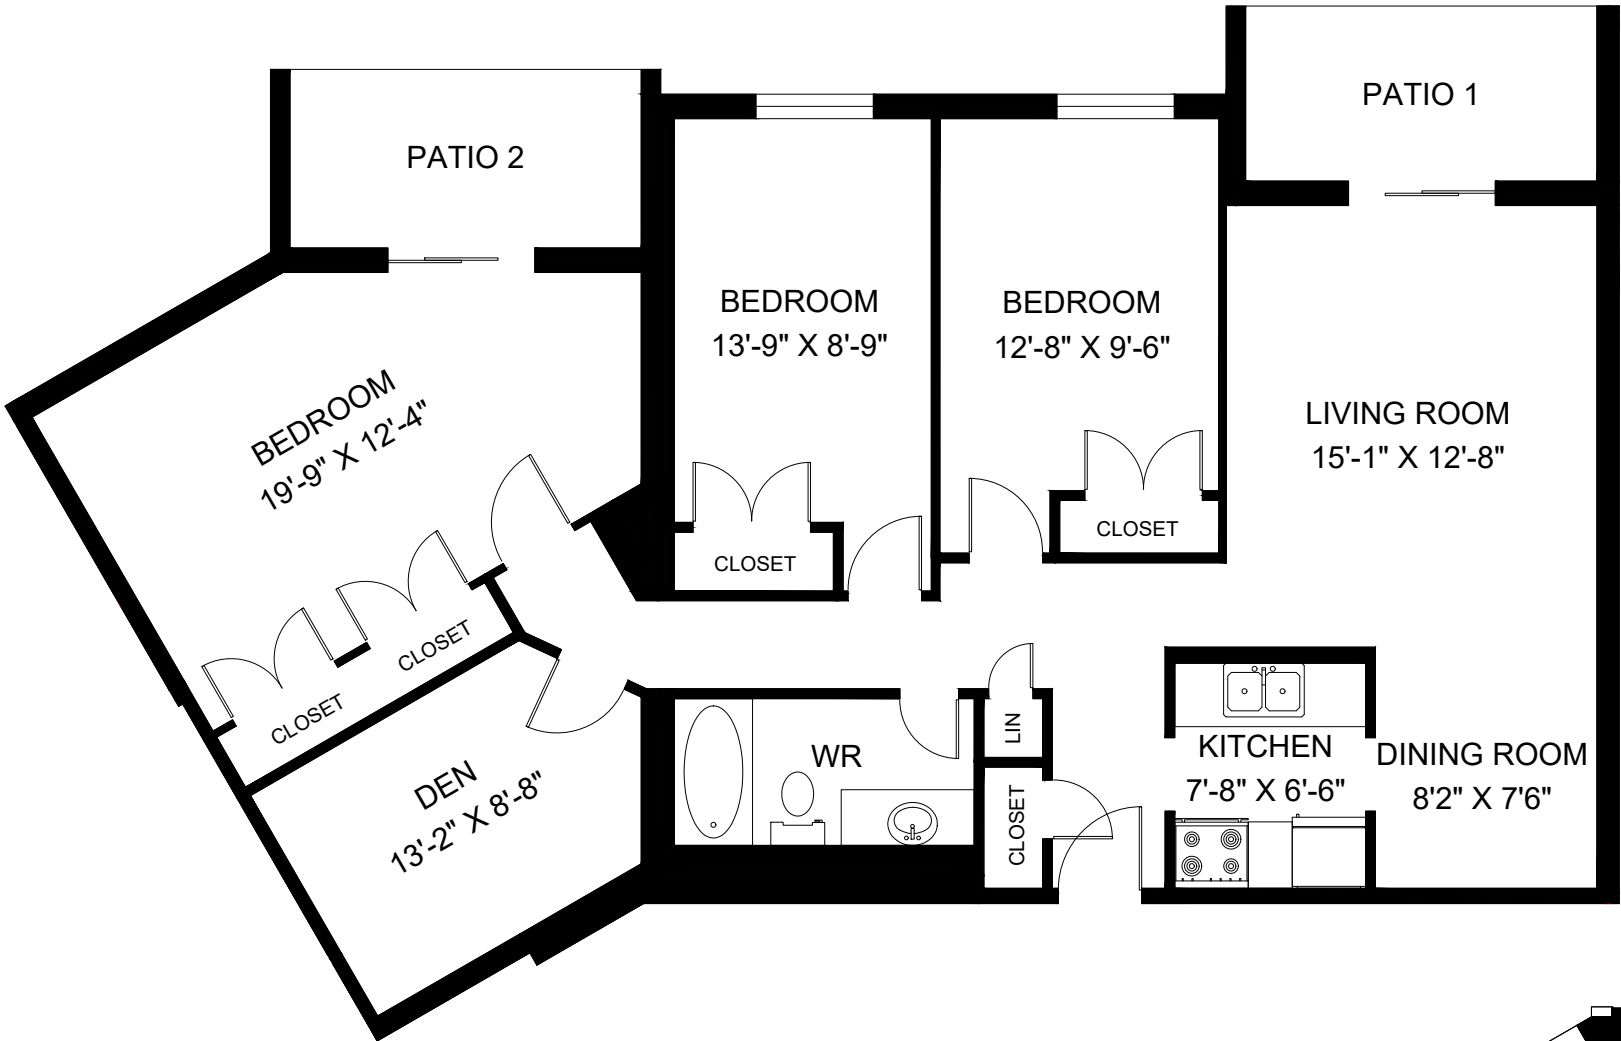 PATIO 1
PATIO 2
BEDROOM
13'-9" X 8'-9"
BEDROOM
12'-8" X 9'-6"
BEDROOM
19'-9" X 12'-4"
LIVING ROOM
15'-1" X 12'-8"
CLOSET
CLOSET
CLOSET
CLOSET
LIN
WR
KITCHEN
7'-8" X 6'-6"
DINING ROOM
8'2" X 7'6"
DEN
13'-2" X 8'-8"
CLOSET